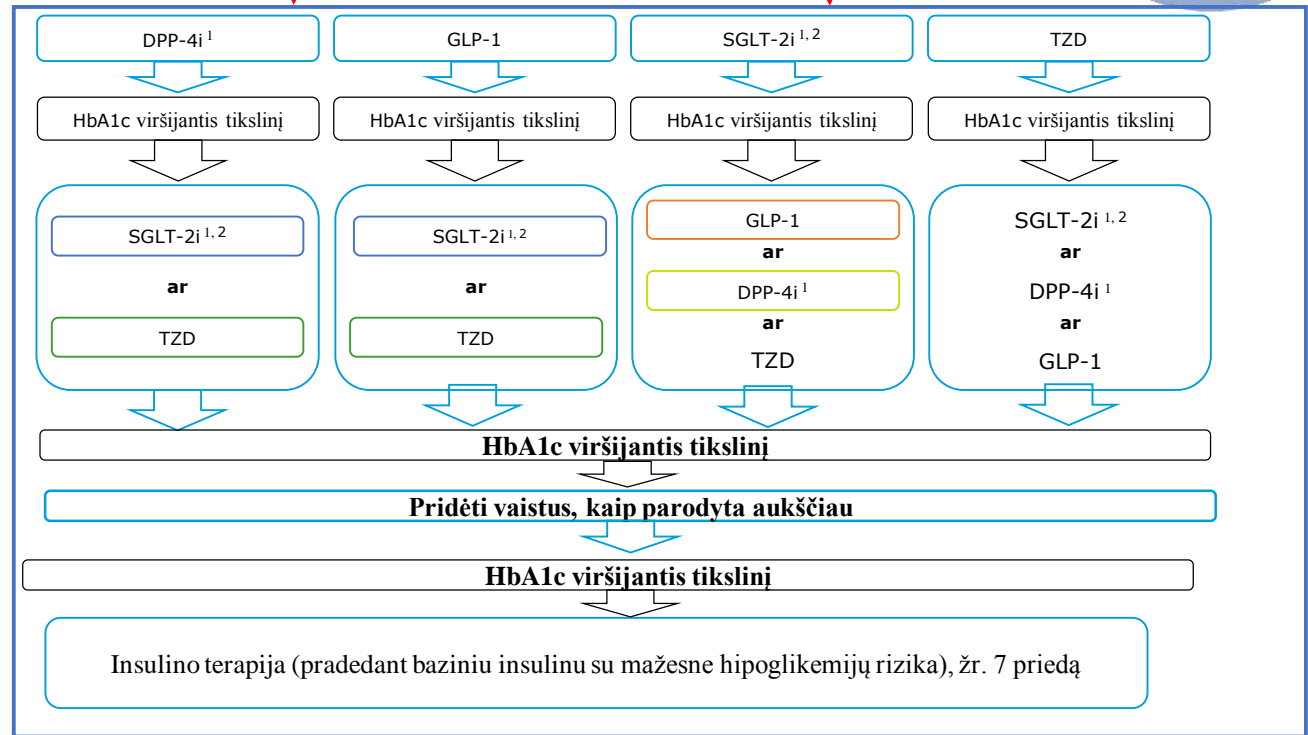 DPP-4i 1
GLP-1
SGLT-2i 1, 2
TZD
HbA1c viršijantis tikslinį
HbA1c viršijantis tikslinį
HbA1c viršijantis tikslinį
HbA1c viršijantis tikslinį
SGLT-2i 1, 2
ar
TZD
SGLT-2i 1, 2
ar
TZD
GLP-1
ar
DPP-4i 1
ar
TZD
SGLT-2i 1, 2
ar
DPP-4i 1
ar
GLP-1
HbA1c viršijantis tikslinį
Pridėti vaistus, kaip parodyta aukščiau
HbA1c viršijantis tikslinį
Insulino terapija (pradedant baziniu insulinu su mažesne hipoglikemijų rizika), žr. 7 priedą